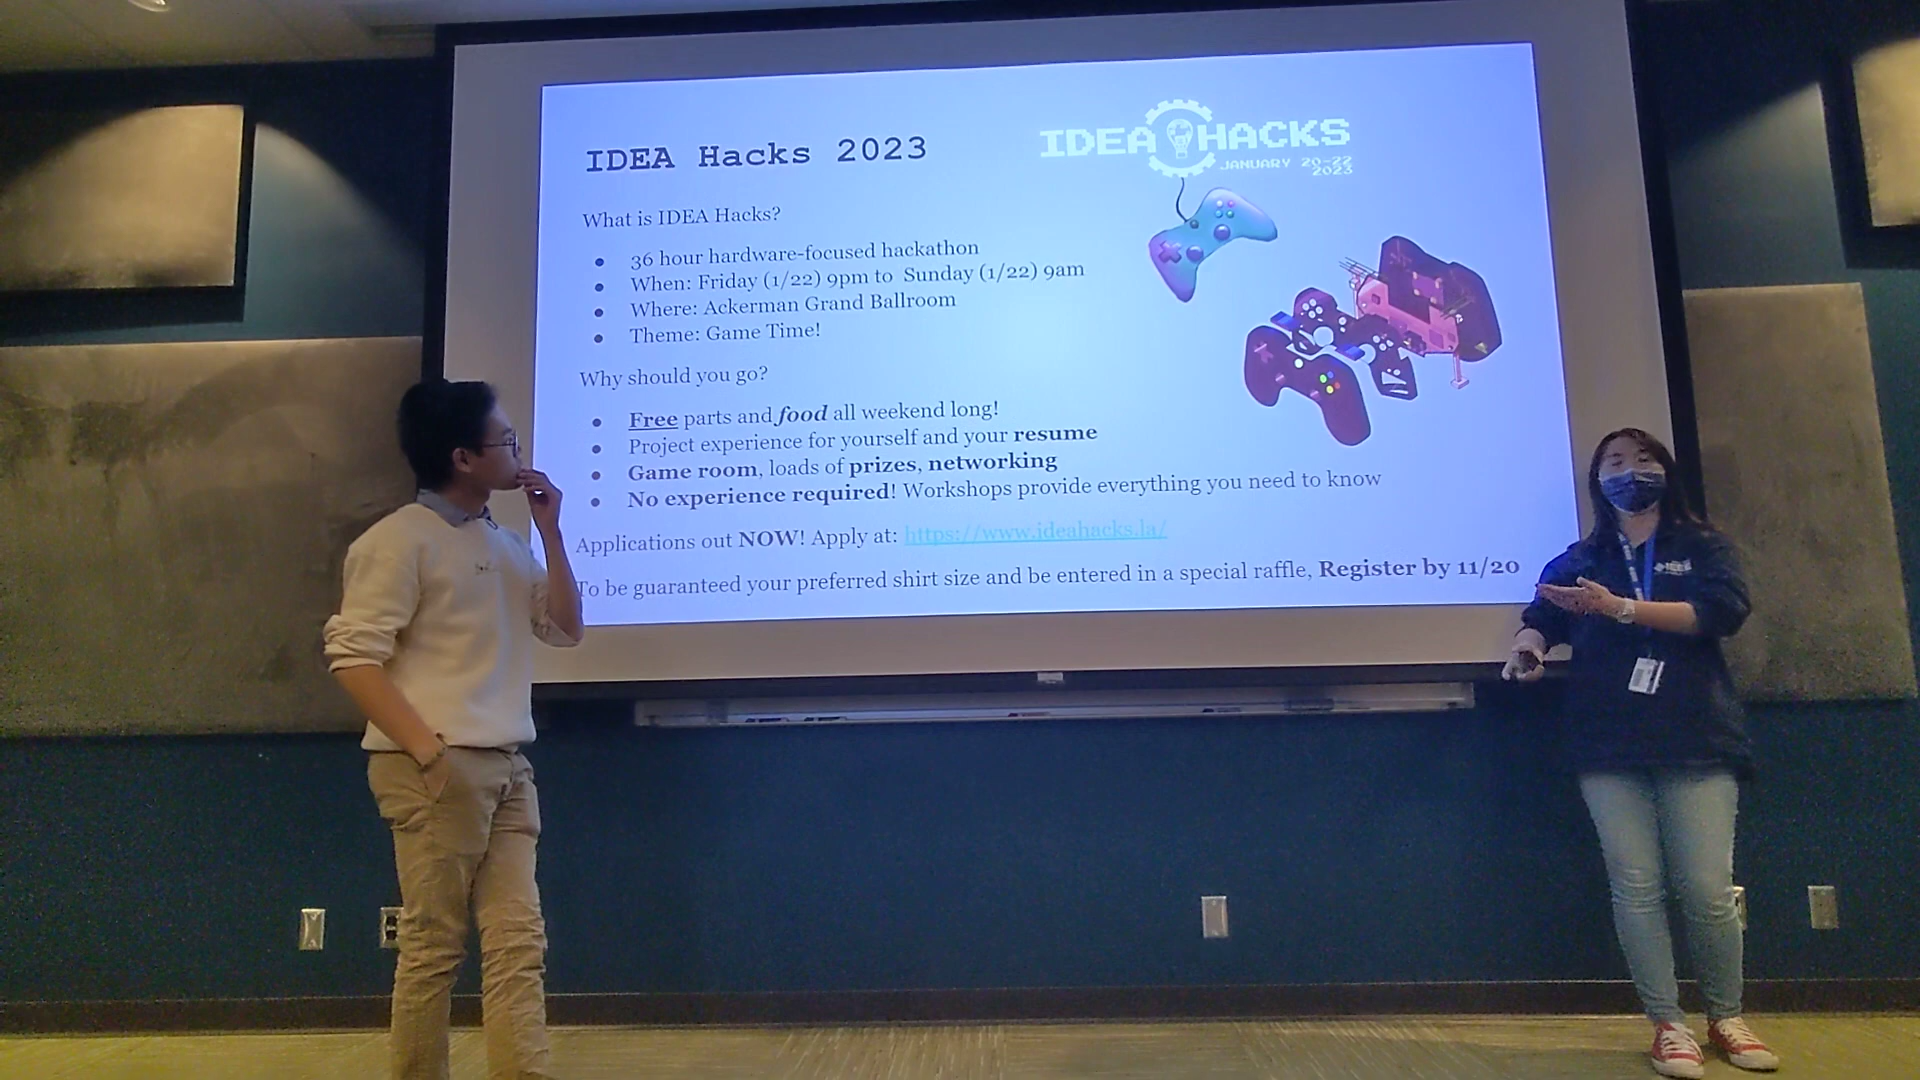 IDEA Hacks 2023
IDEA HACKS
JANUARY 20-22
2023
What is IDEA Hacks?
● 36 hour hardware-focused hackathon
● When: Friday (1/22) 9pm to Sunday (1/22) 9am
● Where: Ackerman Grand Ballroom
● Theme: Game Time!
Why should you go?
● Free parts and food all weekend long!
● Project experience for yourself and your resume
● Game room, loads of prizes, networking
● No experience required! Workshops provide everything you need to know
Applications out NOW! Apply at: https://www.ideahacks.la/
To be guaranteed your preferred shirt size and be entered in a special raffle, Register by 11/20
IEEE